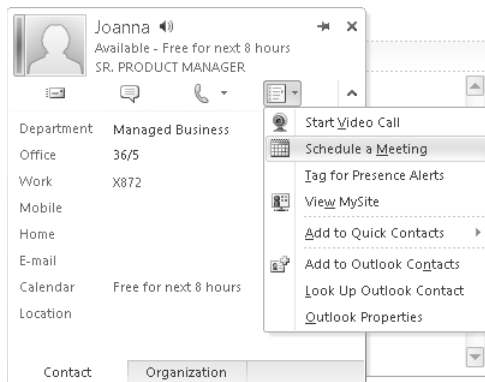 Joanna
Available - Free for next 8 hours
SR. PRODUCT MANAGER
Department Managed Business
Office 36/5
Work X872
Mobile
Home
E-mail
Calendar Free for next 8 hours
Location
Contact Organization
Start Video Call
Schedule a Meeting
Tag for Presence Alerts
View MySite
Add to Quick Contacts
Add to Outlook Contacts
Look Up Outlook Contact
Outlook Properties